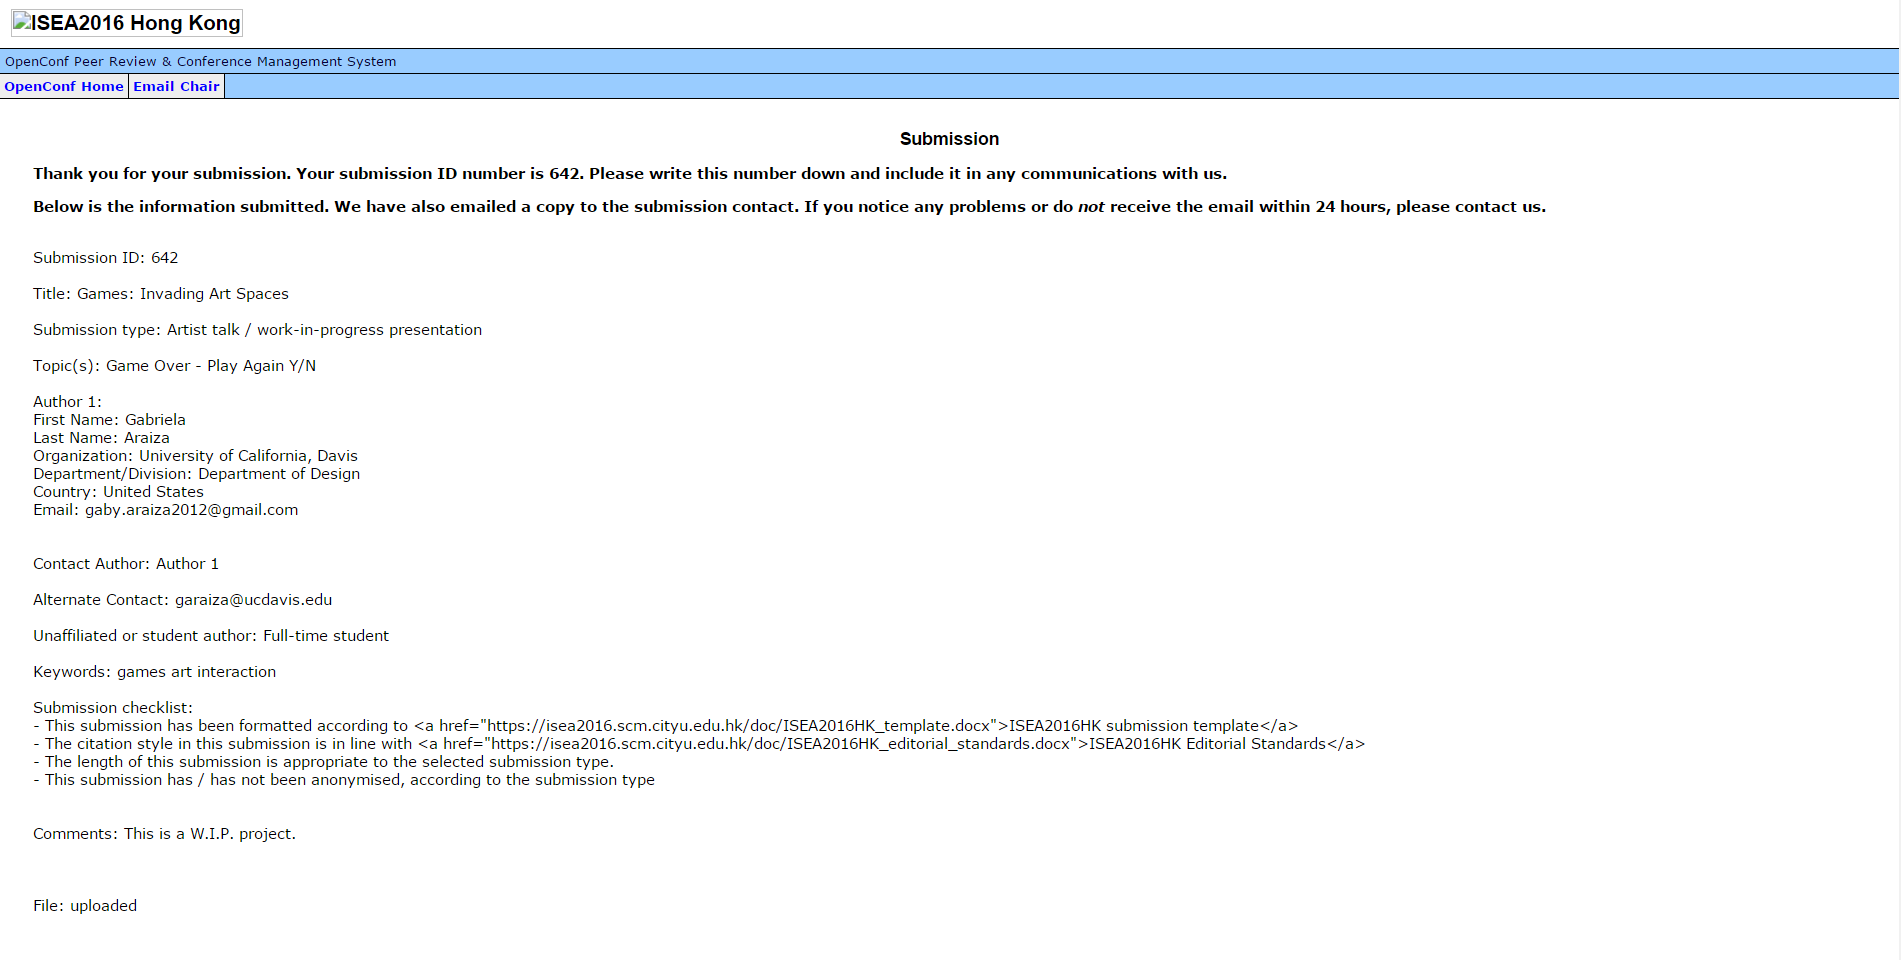 ISEA2016 Hong Kong
OpenConf Peer Review & Conference Management System
OpenConf Home
Email Chair
Submission
Thank you for your submission. Your submission ID number is 642. Please write this number down and include it in any communications with us.
Below is the information submitted. We have also emailed a copy to the submission contact. If you notice any problems or do not receive the email within 24 hours, please contact us.
Submission ID: 642
Title: Games: Invading Art Spaces
Submission type: Artist talk / work-in-progress presentation
Topic(s): Game Over - Play Again Y/N
Author 1:
First Name: Gabriela
Last Name: Araiza
Organization: University of California, Davis
Department/Division: Department of Design
Country: United States
Email: gaby.araiza2012@gmail.com
Contact Author: Author 1
Alternate Contact: garaiza@ucdavis.edu
Unaffiliated or student author: Full-time student
Keywords: games art interaction
Submission checklist:
- This submission has been formatted according to <a href="https://isea2016.scm.cityu.edu.hk/doc/ISEA2016HK_template.docx">ISEA2016HK submission template</a>
- The citation style in this submission is in line with <a href="https://isea2016.scm.cityu.edu.hk/doc/ISEA2016HK_editorial_standards.docx">ISEA2016HK Editorial Standards</a>
- The length of this submission is appropriate to the selected submission type.
- This submission has / has not been anonymised, according to the submission type
Comments: This is a W.I.P. project.
File: uploaded